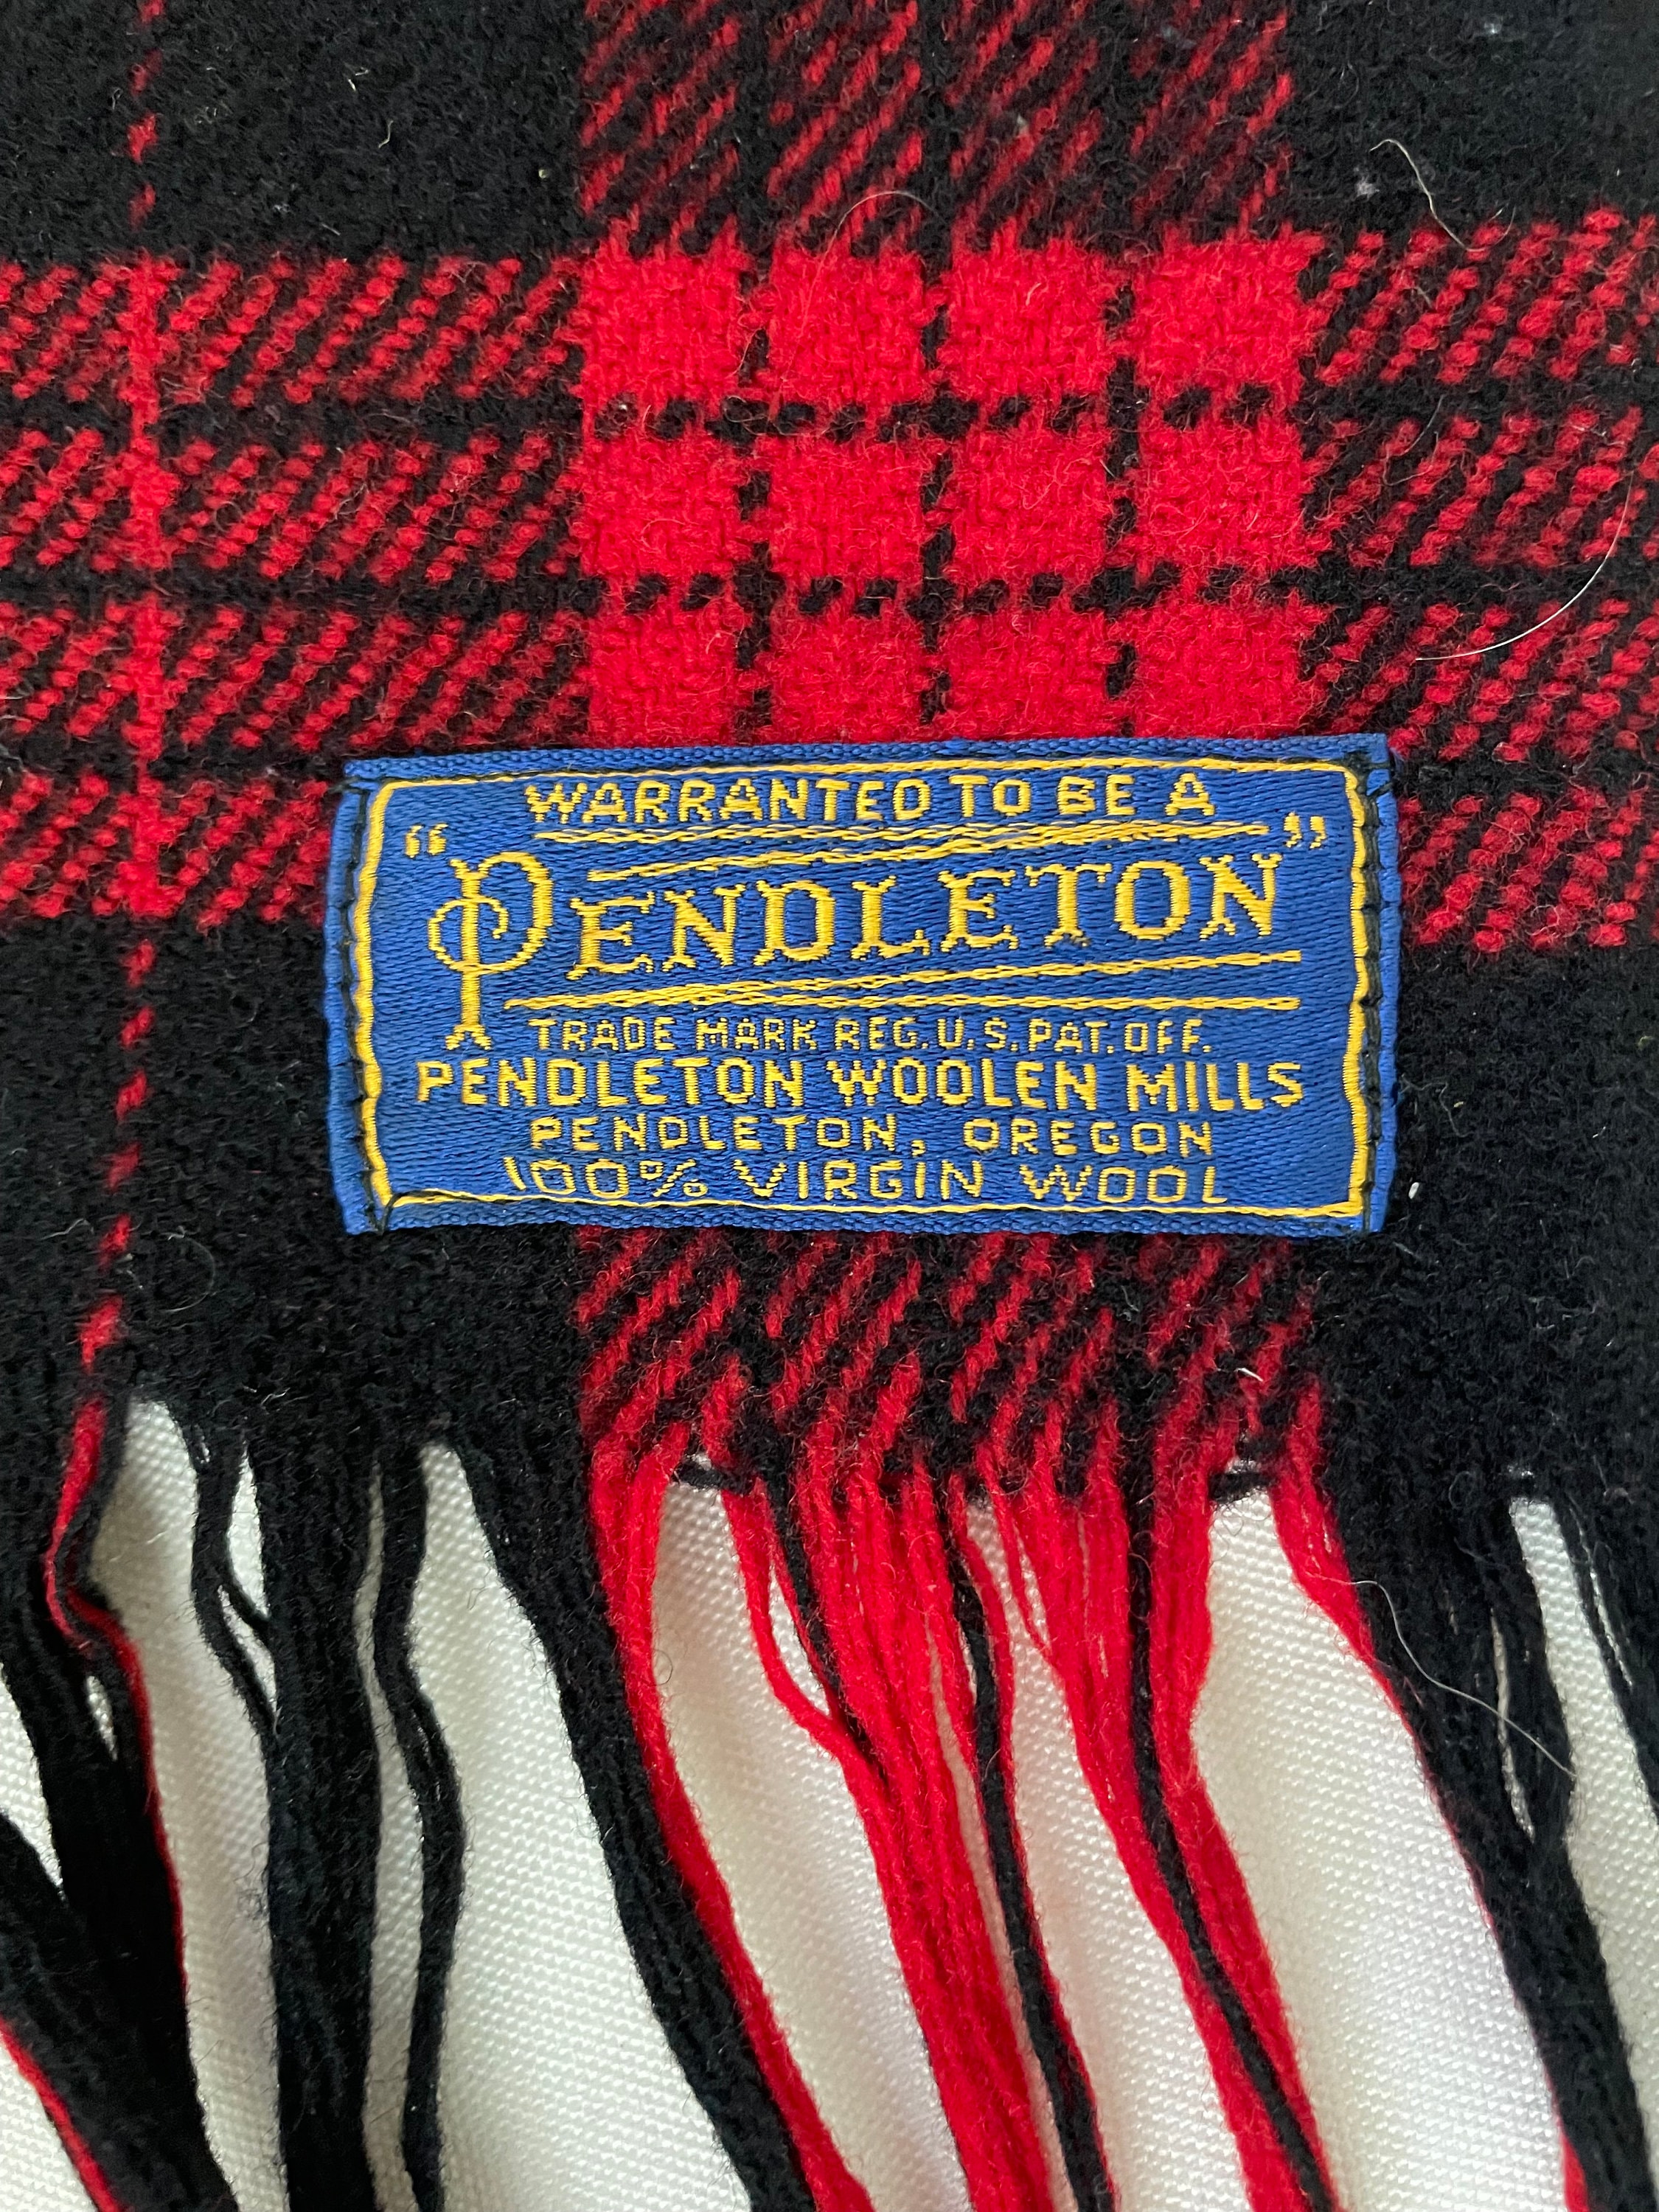 WARRANTED TO BE A
"PENDLETON"
TRADE MARK REG. U.S. PAT. OFF.
PENDLETON WOOLEN MILLS
PENDLETON, OREGON
100% VIRGIN WOOL